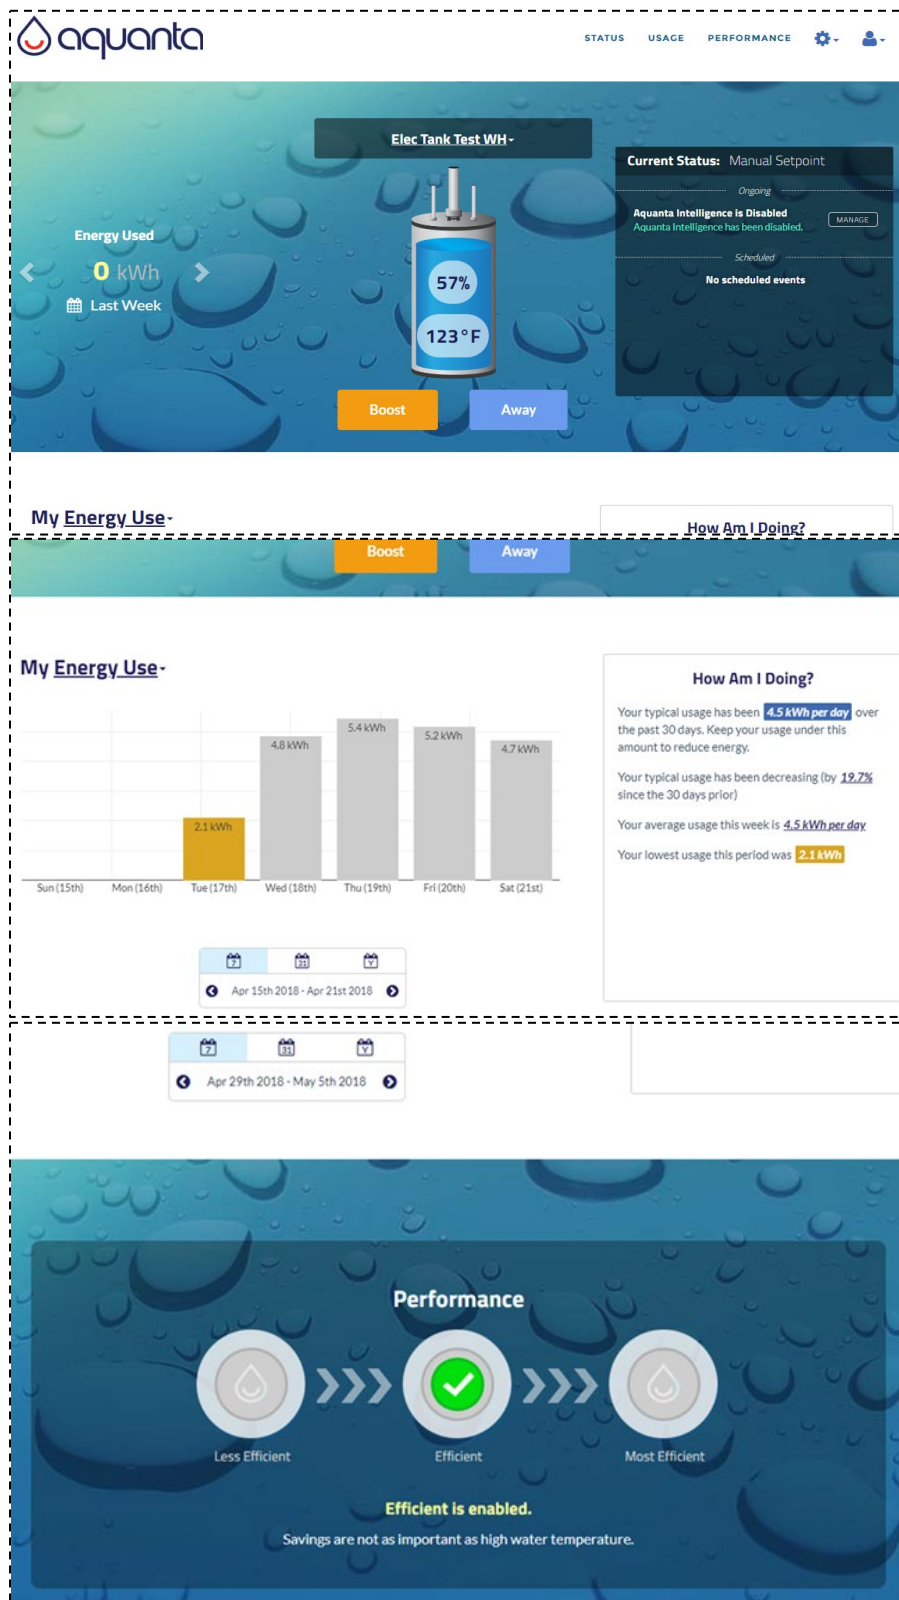 aquanta
STATUS USAGE PERFORMANCE
Elec Tank Test WH
Current Status: Manual Setpoint
Ongoing
Aquanta Intelligence is Disabled
Aquanta Intelligence has been disabled.
MANAGE
Scheduled
No scheduled events
Energy Used
0 kWh
Last Week
57%
123°F
Boost Away
My Energy Use
How Am I Doing?
Boost Away
My Energy Use
2.1 kWh
4.8 kWh
5.4 kWh
5.2 kWh
4.7 kWh
Sun (15th) Mon (16th) Tue (17th) Wed (18th) Thu (19th) Fri (20th) Sat (21st)
7 31 Y
Apr 15th 2018 - Apr 21st 2018
How Am I Doing?
Your typical usage has been 4.5 kWh per day over
the past 30 days. Keep your usage under this
amount to reduce energy.
Your typical usage has been decreasing (by 19.7%
since the 30 days prior)
Your average usage this week is 4.5 kWh per day
Your lowest usage this period was 2.1 kWh
7 31 Y
Apr 29th 2018 - May 5th 2018
Performance
Less Efficient Efficient Most Efficient
Efficient is enabled.
Savings are not as important as high water temperature.